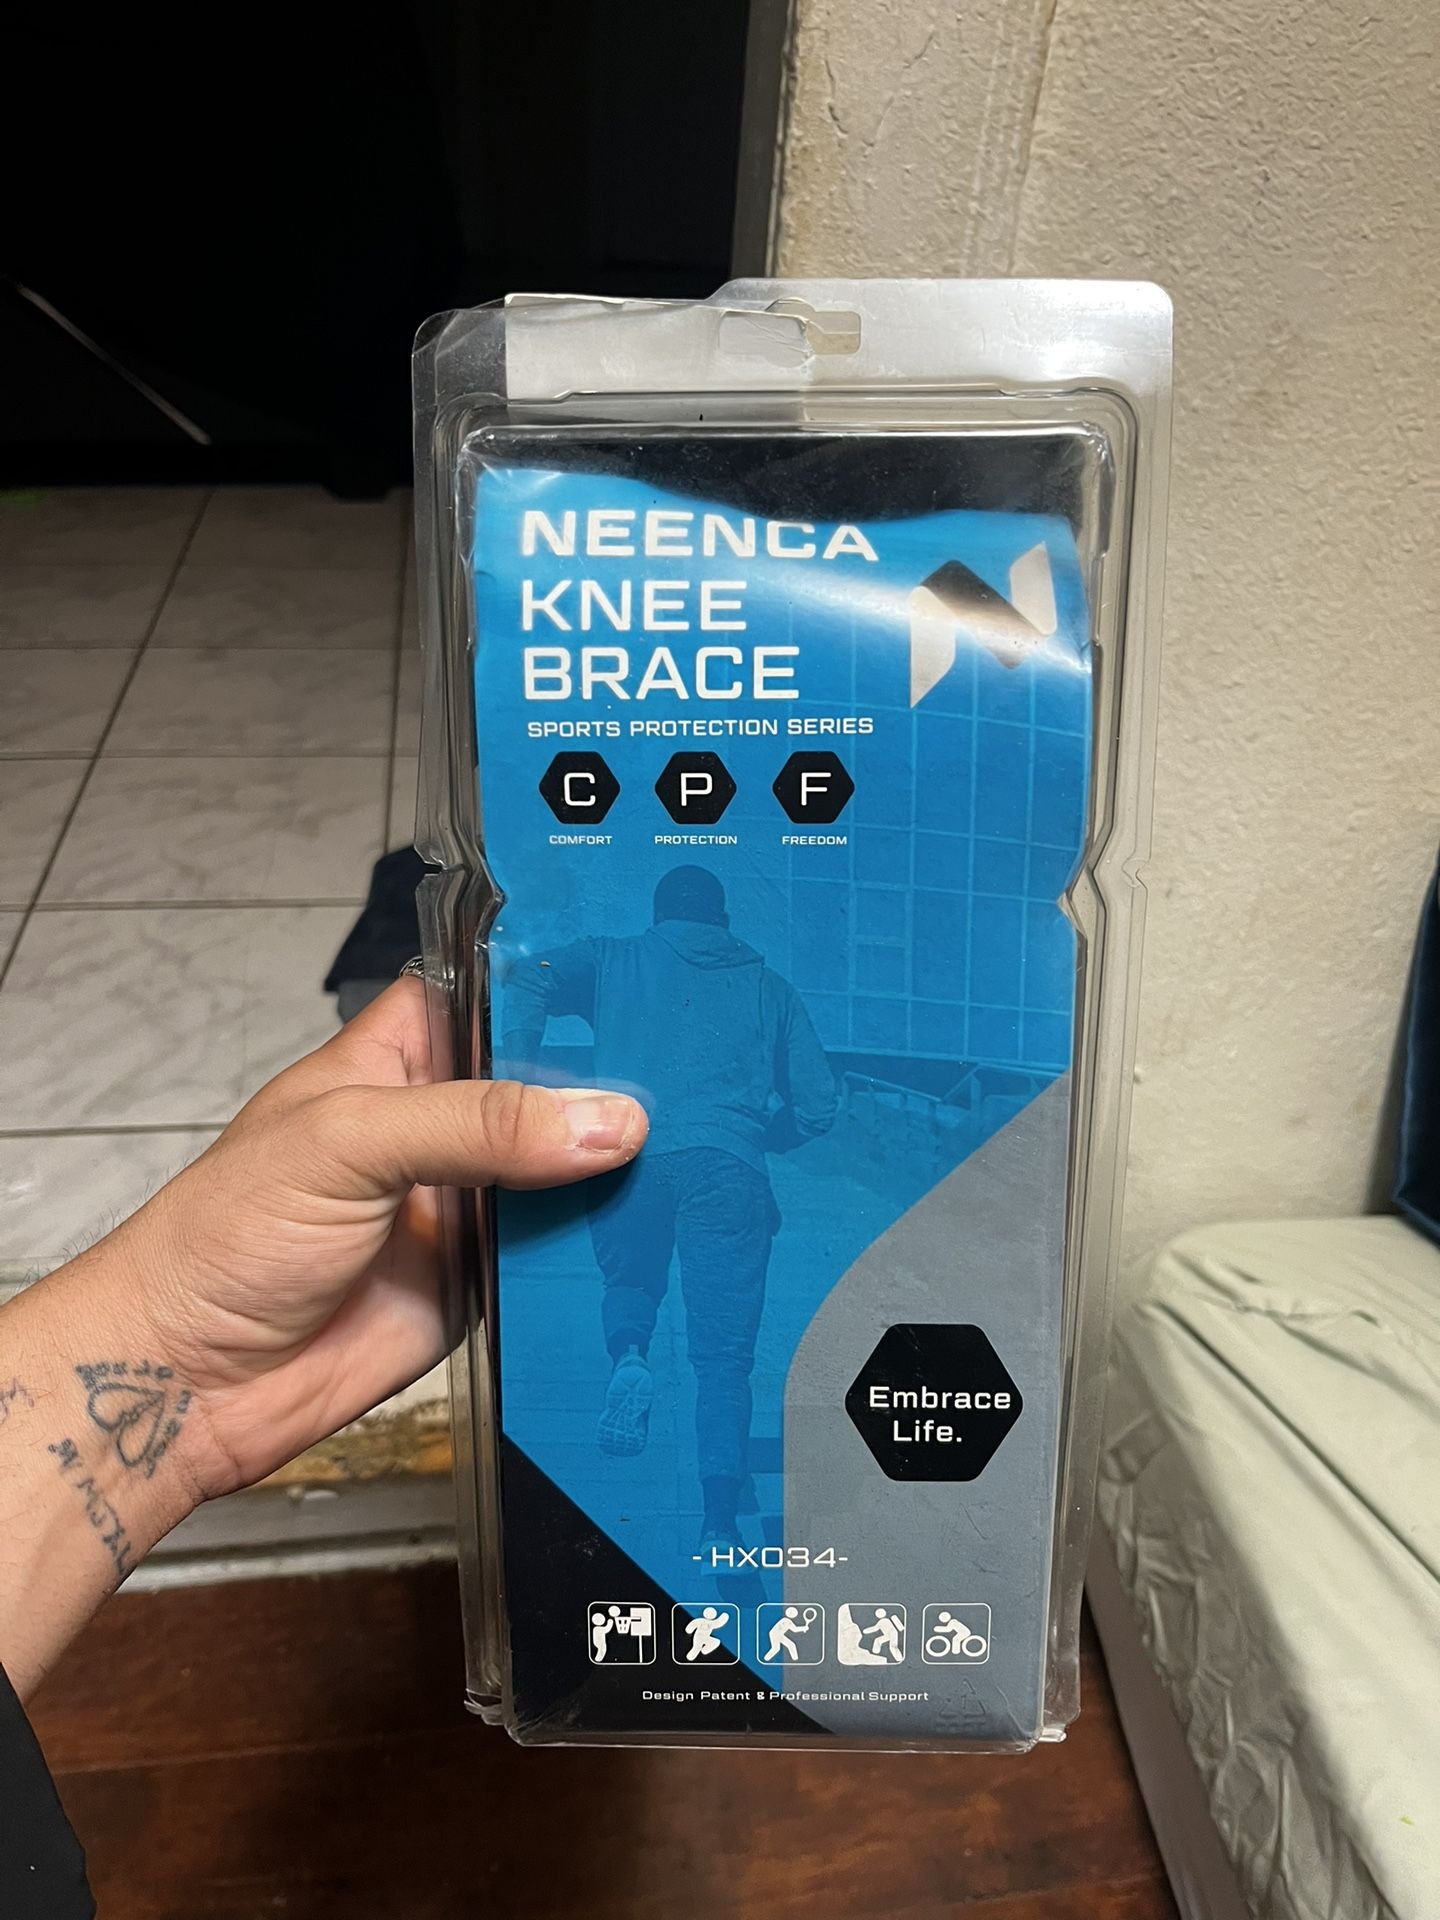 NEENCA
KNEE
BRACE
SPORTS PROTECTION SERIES
C P F
COMFORT PROTECTION FREEDOM
Embrace
Life.
- HX034-
Design Patent & Professional Support